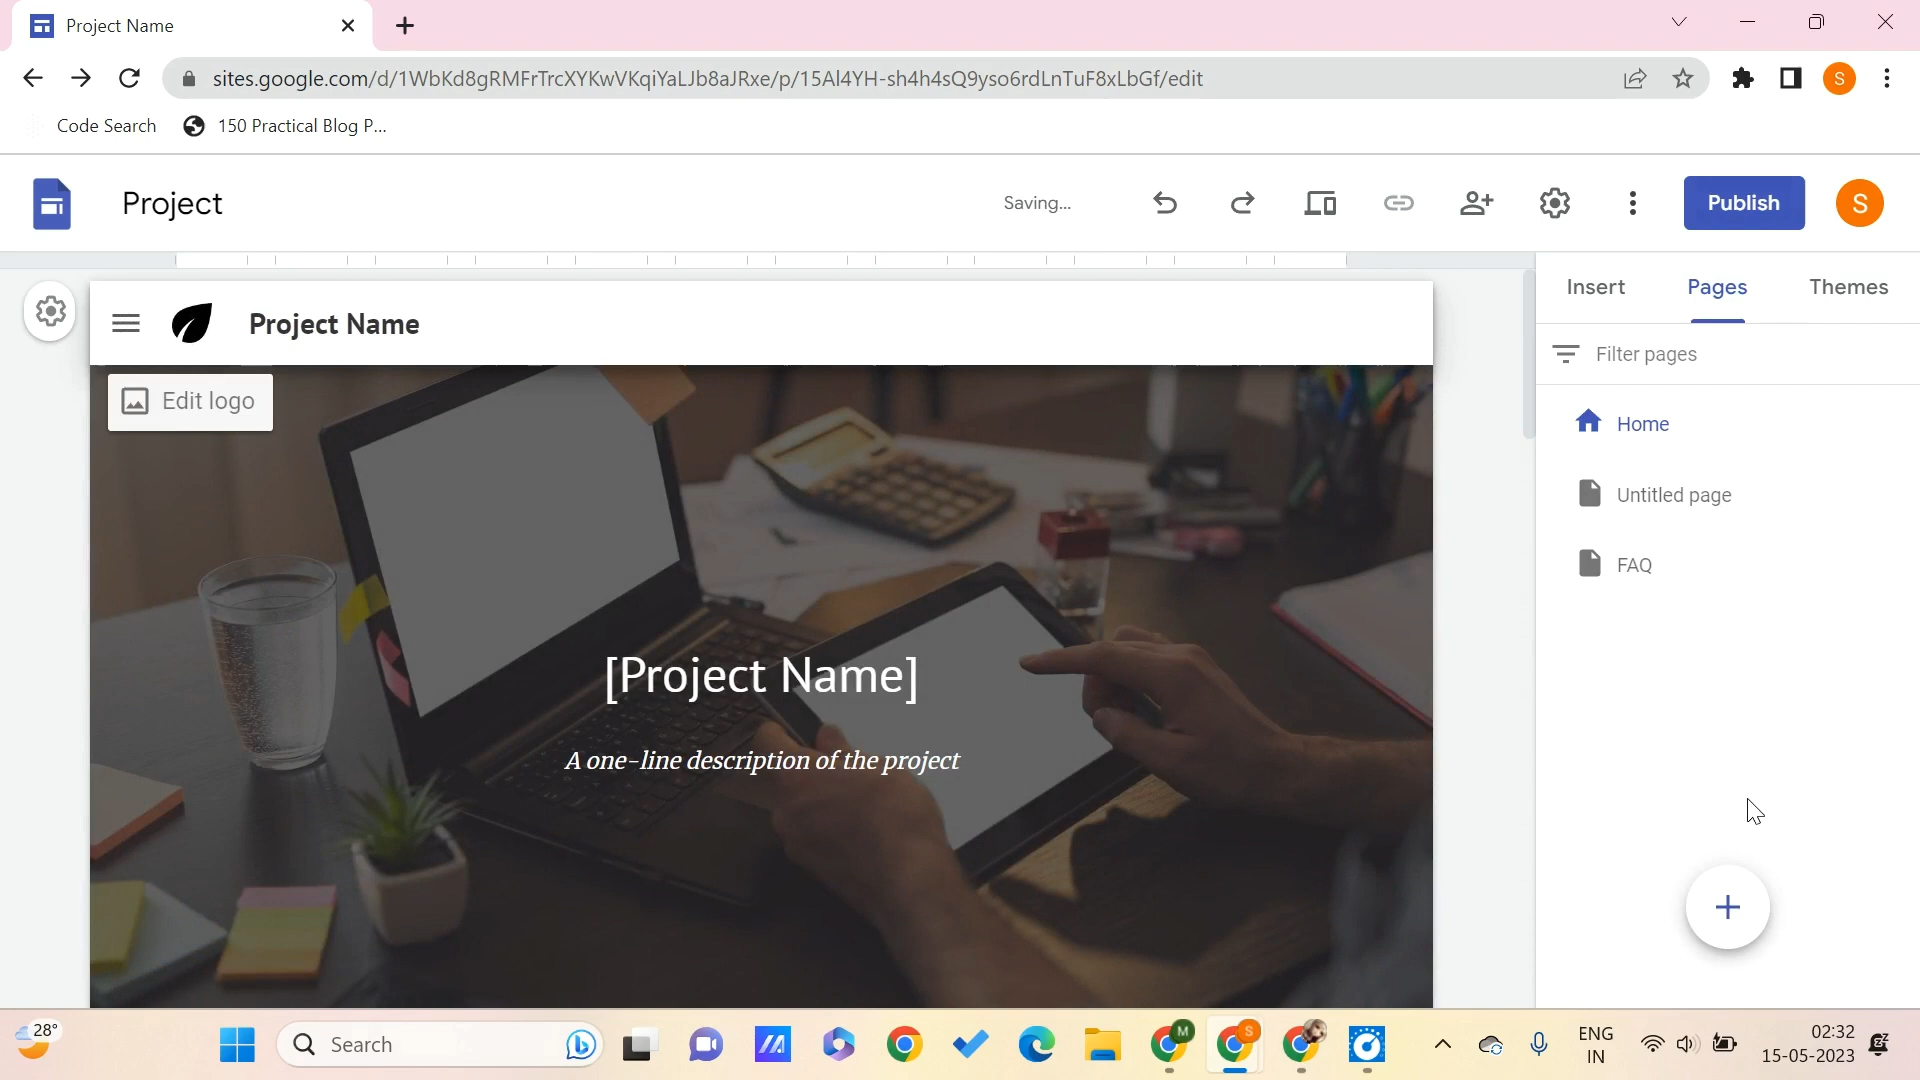 Project Name
sites.google.com/d/1WbKd8gRMFrTrcXYKwVKqiYaLJb8aJRxe/p/15Al4YH-sh4h4sQ9yso6rdLnTuF8xLbGf/edit
S
Code Search
150 Practical Blog P...
Project
Saving...
Publish
S
Insert
Pages
Themes
Project Name
Filter pages
Edit logo
Home
Untitled page
FAQ
[Project Name]
A one-line description of the project
28°
Search
M
S
ENG
IN
02:32
15-05-2023